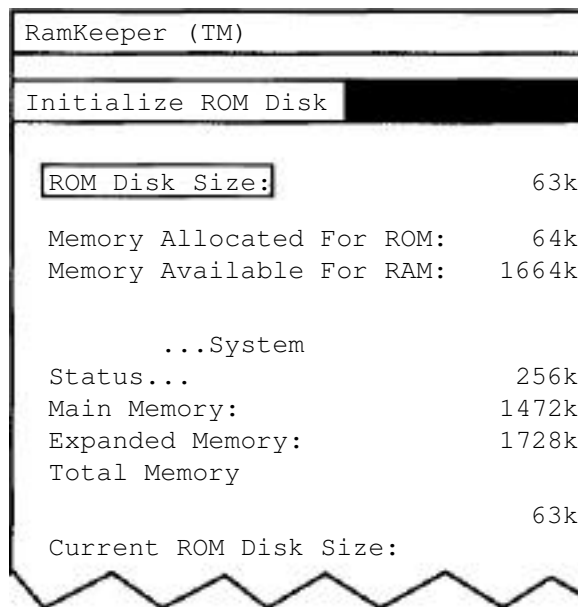 RamKeeper (TM)
Initialize ROM Disk
ROM Disk Size: 63k
Memory Allocated For ROM: 64k
Memory Available For RAM: 1664k
...System
Status... 256k
Main Memory: 1472k
Expanded Memory: 1728k
Total Memory
63k
Current ROM Disk Size: